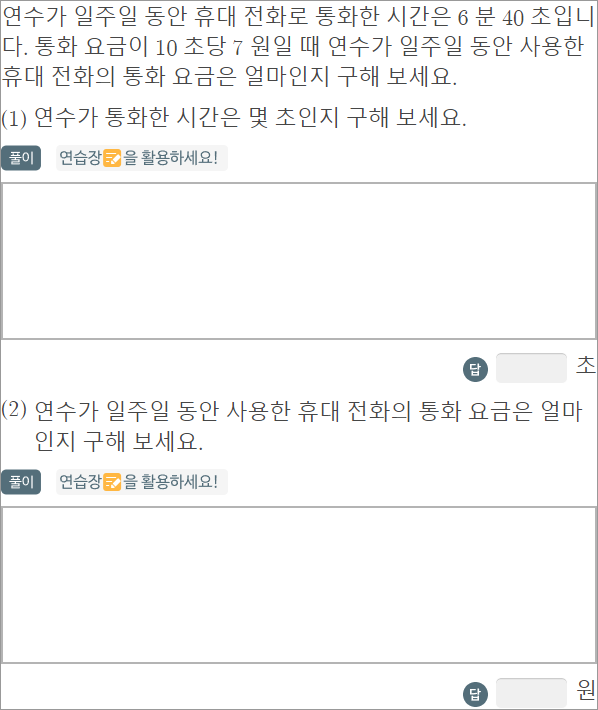 연수가 일주일 동안 휴대 전화로 통화한 시간은 6 분 40 초입니
다. 통화 요금이 10 초당 7 원일 때 연수가 일주일 동안 사용한
휴대 전화의 통화 요금은 얼마인지 구해 보세요.
(1) 연수가 통화한 시간은 몇 초인지 구해 보세요.
풀이 연습장을 활용하세요!
답 초
(2) 연수가 일주일 동안 사용한 휴대 전화의 통화 요금은 얼마
인지 구해 보세요.
풀이 연습장을 활용하세요!
답 원